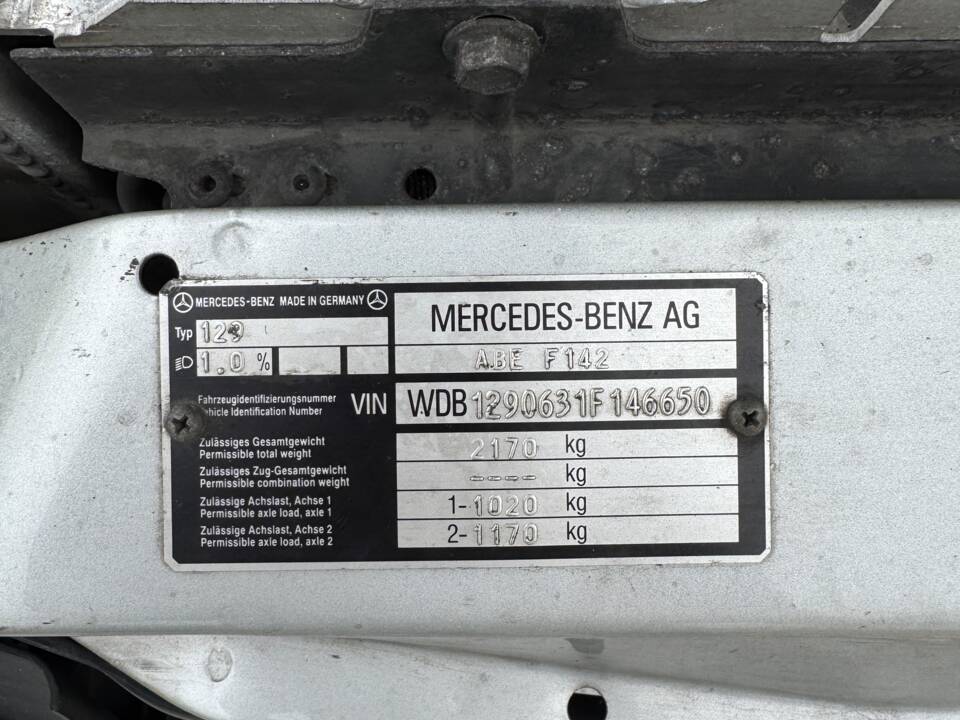 MERCEDES-BENZ MADE IN GERMANY
MERCEDES-BENZ AG
Typ 129
1.0 %
ABE F142
Fahrzeugidentifizierungsnummer
Vehicle Identification Number
VIN WDB1290631F146650
Zulässiges Gesamtgewicht
Permissible total weight
2170 kg
Zulässiges Zug-Gesamtgewicht
Permissible combination weight
---- kg
Zulässige Achslast, Achse 1
Permissible axle load, axle 1
1-1020 kg
Zulässige Achslast, Achse 2
Permissible axle load, axle 2
2-1170 kg